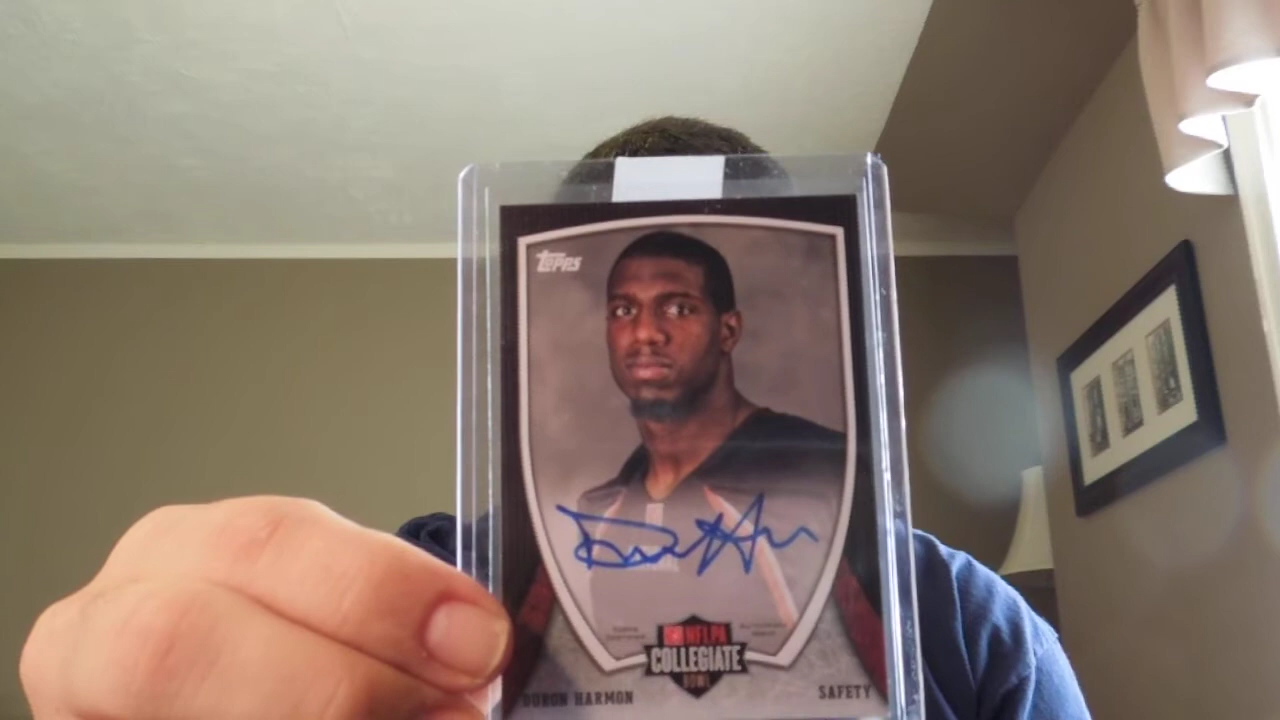 Topps
NFLPA
COLLEGIATE
BOWL
DURON HARMON
SAFETY